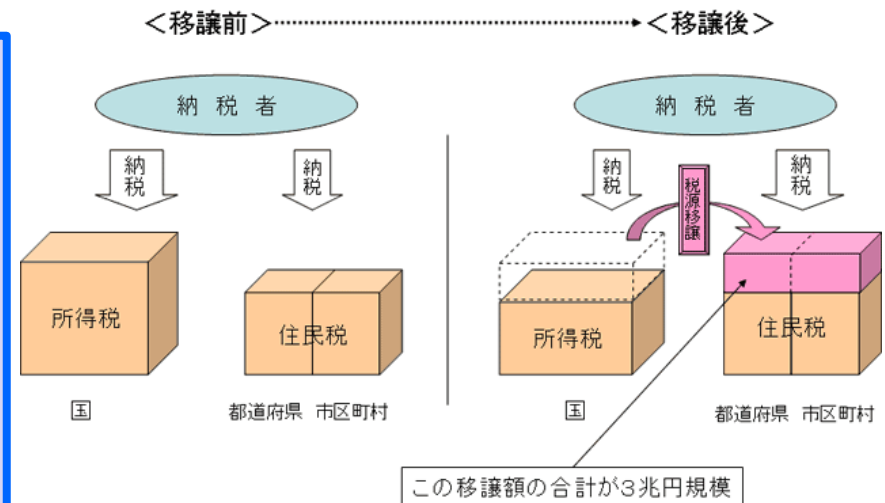 <移譲前>
<移譲後>
納税者
納税
納税
所得税
住民税
国
都道府県 市区町村
納税者
納税
税源移譲
納税
所得税
住民税
国
都道府県 市区町村
この移譲額の合計が3兆円規模